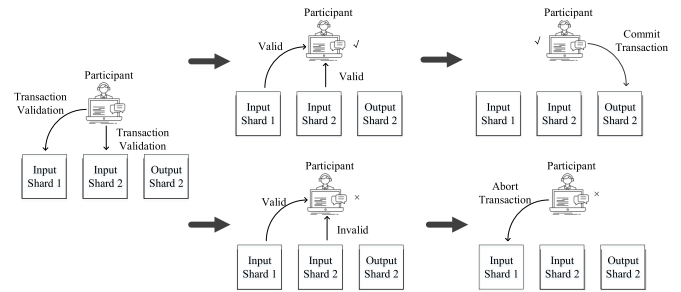 Participant
Transaction
Validation
Transaction
Validation
Input
Shard 1
Input
Shard 2
Output
Shard 2
Participant
Valid
√
Valid
Input
Shard 1
Input
Shard 2
Output
Shard 2
Participant
√
Commit
Transaction
Input
Shard 1
Input
Shard 2
Output
Shard 2
Participant
Valid
×
Invalid
Input
Shard 1
Input
Shard 2
Output
Shard 2
Participant
Abort
Transaction
×
Input
Shard 1
Input
Shard 2
Output
Shard 2